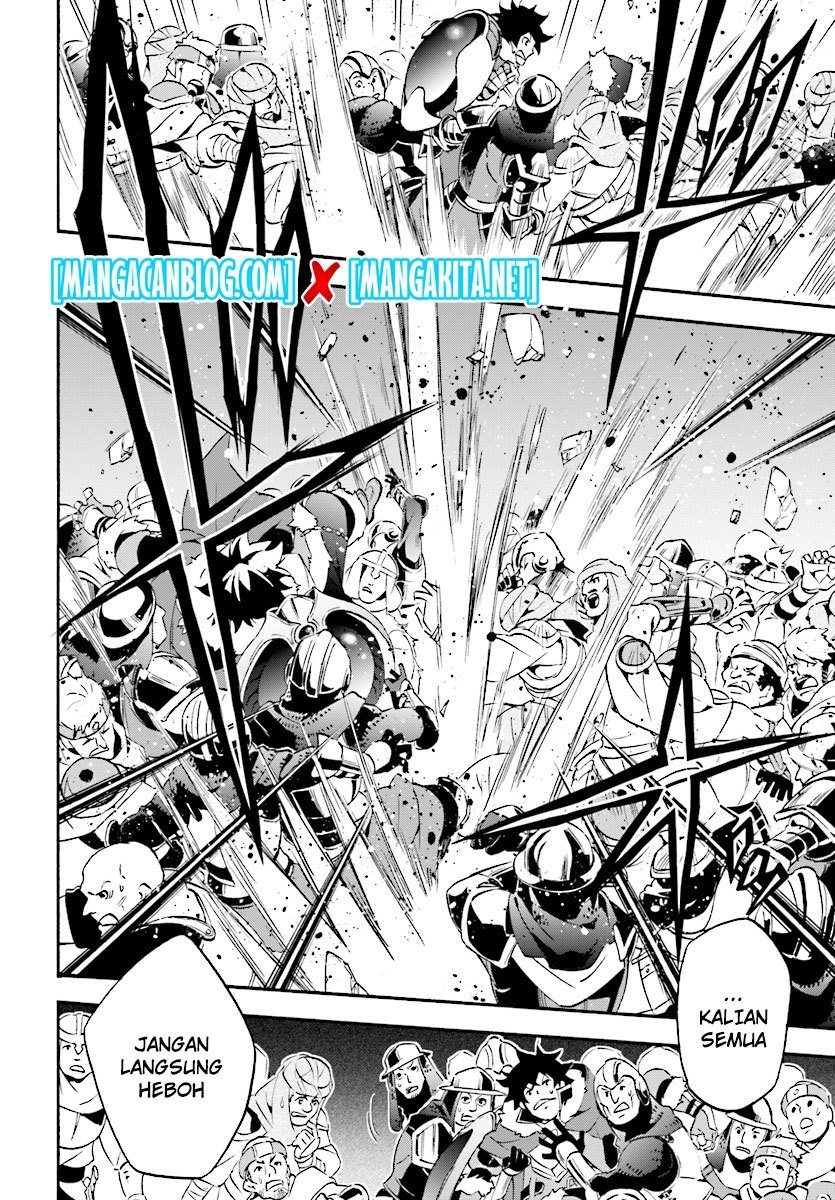 [MANGACANBLOG.COM] X [MANGAKITA.NET]
...
KALIAN
SEMUA
JANGAN
LANGSUNG
HEBOH